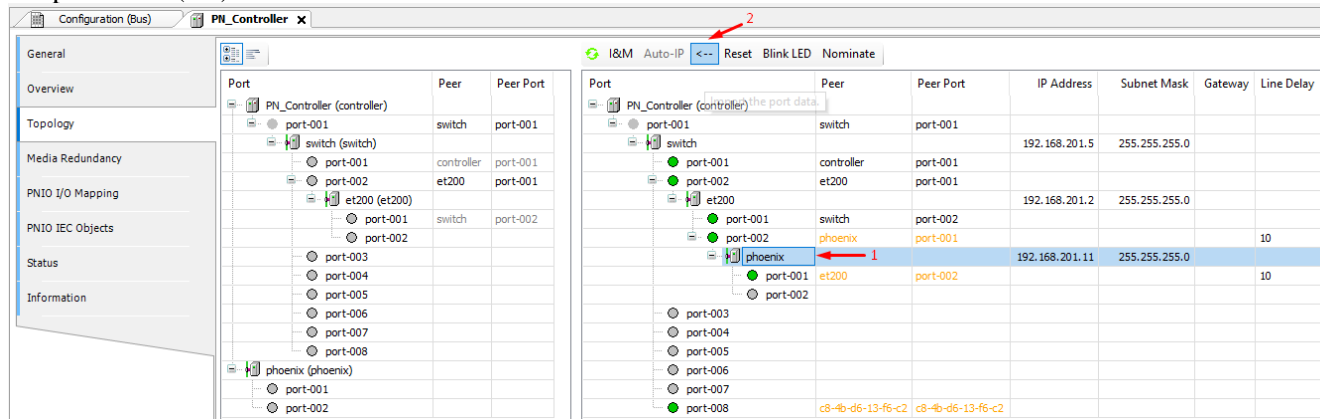 Configuration (Bus) PN_Controller x 2
General
Overview
Topology
Media Redundancy
PNIO I/O Mapping
PNIO IEC Objects
Status
Information
Port Peer Peer Port
PN_Controller (controller)
port-001 switch port-001
switch (switch)
port-001 controller port-001
port-002 et200 port-001
et200 (et200)
port-001 switch port-002
port-002
port-003
port-004
port-005
port-006
port-007
port-008
phoenix (phoenix)
port-001
port-002
I&M Auto-IP <-- Reset Blink LED Nominate
Port Peer Peer Port IP Address Subnet Mask Gateway Line Delay
PN_Controller (controller) the port data.
port-001 switch port-001
switch 192.168.201.5 255.255.255.0
port-001 controller port-001
port-002 et200 port-001
et200 192.168.201.2 255.255.255.0
port-001 switch port-002
port-002 phoenix port-001 10
phoenix 1 192.168.201.11 255.255.255.0
port-001 et200 port-002 10
port-002
port-003
port-004
port-005
port-006
port-007
port-008 c8-4b-d6-13-f6-c2 c8-4b-d6-13-f6-c2